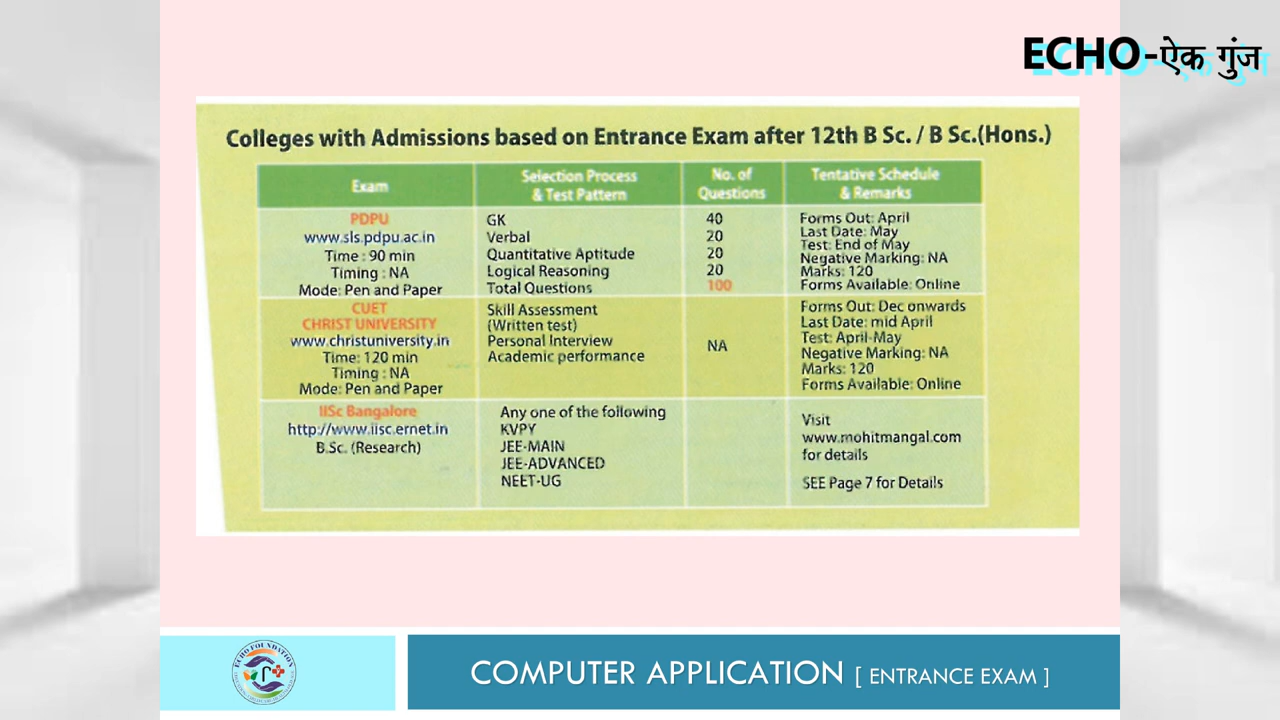 ECHO-ऐक गुंज
Colleges with Admissions based on Entrance Exam after 12th B Sc. / B Sc.(Hons.)
Exam
Selection Process
& Test Pattern
No. of
Questions
Tentative Schedule
& Remarks
PDPU
www.sls.pdpu.ac.in
Time : 90 min
Timing : NA
Mode: Pen and Paper
GK
Verbal
Quantitative Aptitude
Logical Reasoning
Total Questions
40
20
20
20
100
Forms Out: April
Last Date: May
Test: End of May
Negative Marking: NA
Marks: 120
Forms Available: Online
CUET
CHRIST UNIVERSITY
www.christuniversity.in
Time: 120 min
Timing : NA
Mode: Pen and Paper
Skill Assessment
(Written test)
Personal Interview
Academic performance
NA
Forms Out: Dec onwards
Last Date: mid April
Test: April-May
Negative Marking: NA
Marks: 120
Forms Available: Online
IISc Bangalore
http://www.iisc.ernet.in
B.Sc. (Research)
Any one of the following
KVPY
JEE-MAIN
JEE-ADVANCED
NEET-UG
Visit
www.mohitmangal.com
for details
SEE Page 7 for Details
ECHO FOUNDATION
COMPUTER APPLICATION [ ENTRANCE EXAM ]